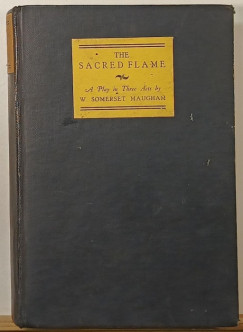 THE
SACRED FLAME
A Play in Three Acts by
W. SOMERSET MAUGHAM